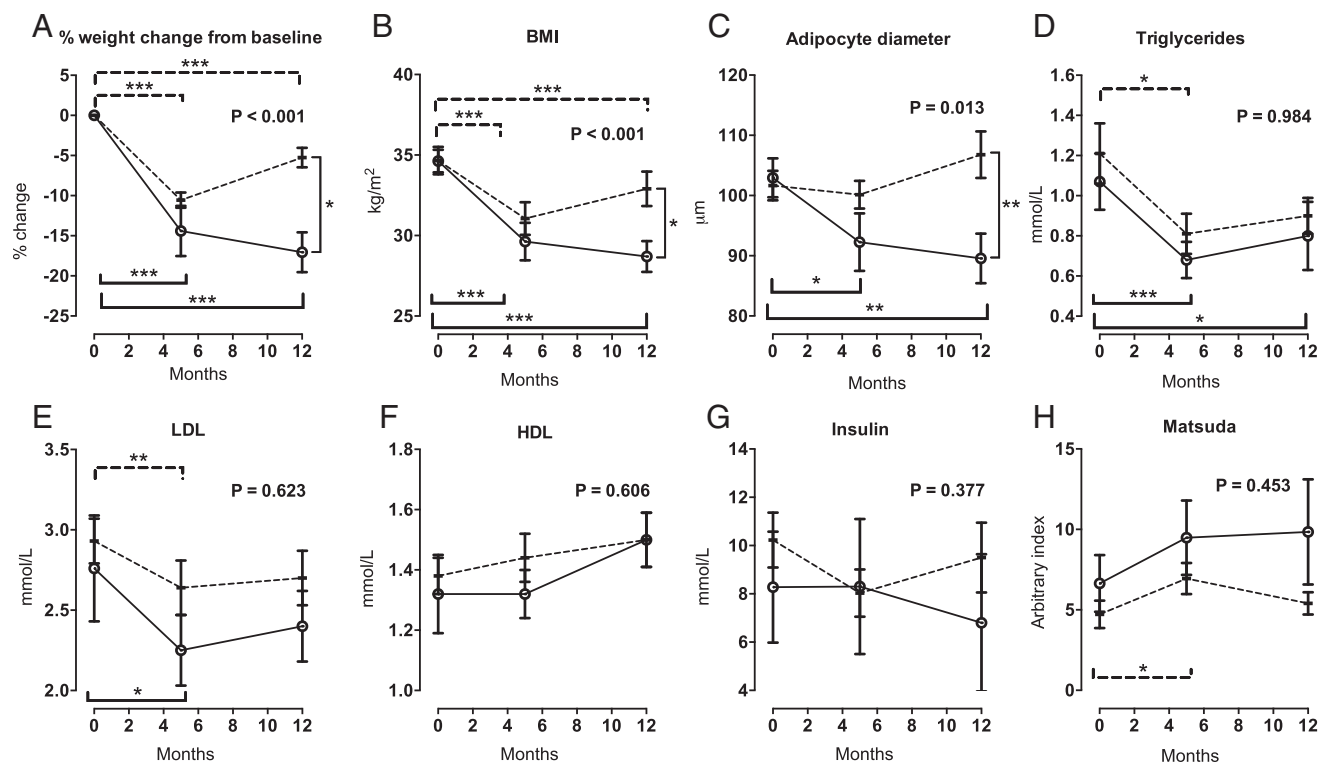 A % weight change from baseline
5
0
-5
-10
-15
-20
-25
% change
***
***
P < 0.001
*
***
***
0 2 4 6 8 10 12
Months
B BMI
40
35
30
25
kg/m2
***
***
P < 0.001
*
***
***
0 2 4 6 8 10 12
Months
C Adipocyte diameter
120
110
100
90
80
μm
P = 0.013
**
*
**
0 2 4 6 8 10 12
Months
D Triglycerides
1.6
1.4
1.2
1.0
0.8
0.6
0.4
mmol/L
*
P = 0.984
***
*
0 2 4 6 8 10 12
Months
E LDL
3.5
3.0
2.5
2.0
mmol/L
**
P = 0.623
*
0 2 4 6 8 10 12
Months
F HDL
1.8
1.6
1.4
1.2
1.0
mmol/L
P = 0.606
0 2 4 6 8 10 12
Months
G Insulin
14
12
10
8
6
4
mmol/L
P = 0.377
0 2 4 6 8 10 12
Months
H Matsuda
15
10
5
0
Arbitrary index
P = 0.453
*
0 2 4 6 8 10 12
Months